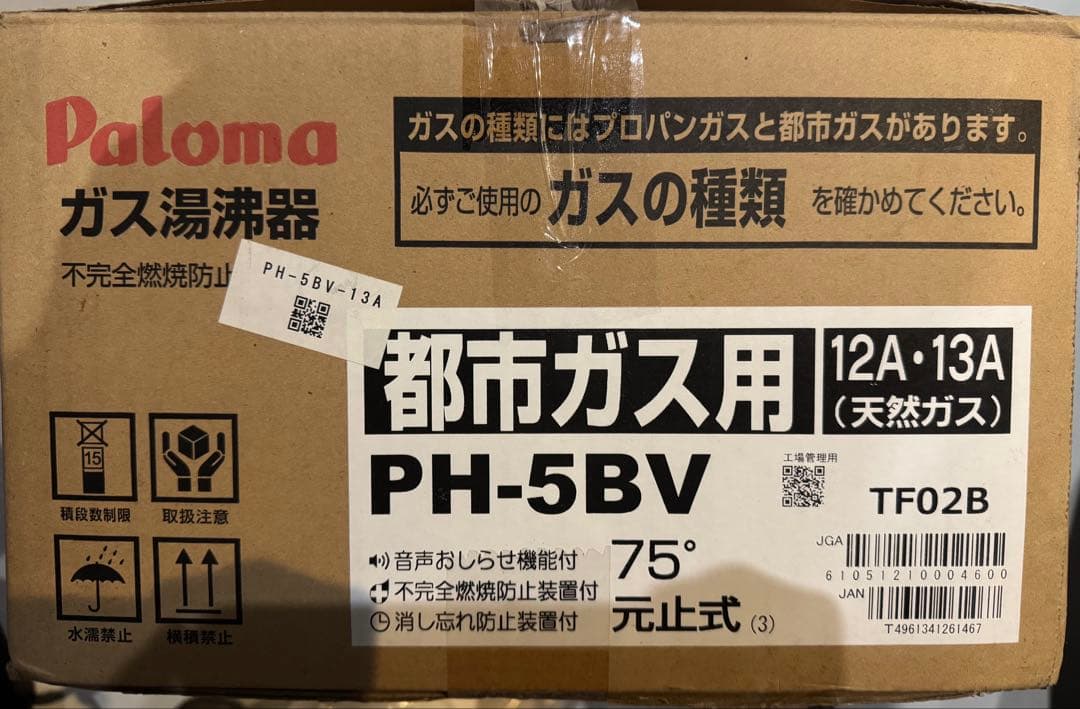 Paloma
ガス湯沸器
不完全燃焼防止
PH-5BV-13A
ガスの種類にはプロパンガスと都市ガスがあります。
必ずご使用の ガスの種類 を確かめてください。
都市ガス用
12A・13A
(天然ガス)
PH-5BV
工場管理用
TF02B
音声おしらせ機能付
不完全燃焼防止装置付
消し忘れ防止装置付
75°
元止式 (3)
JGA
61051210004600
JAN
T4961341261467
15
積段数制限
取扱注意
水濡禁止
横積禁止